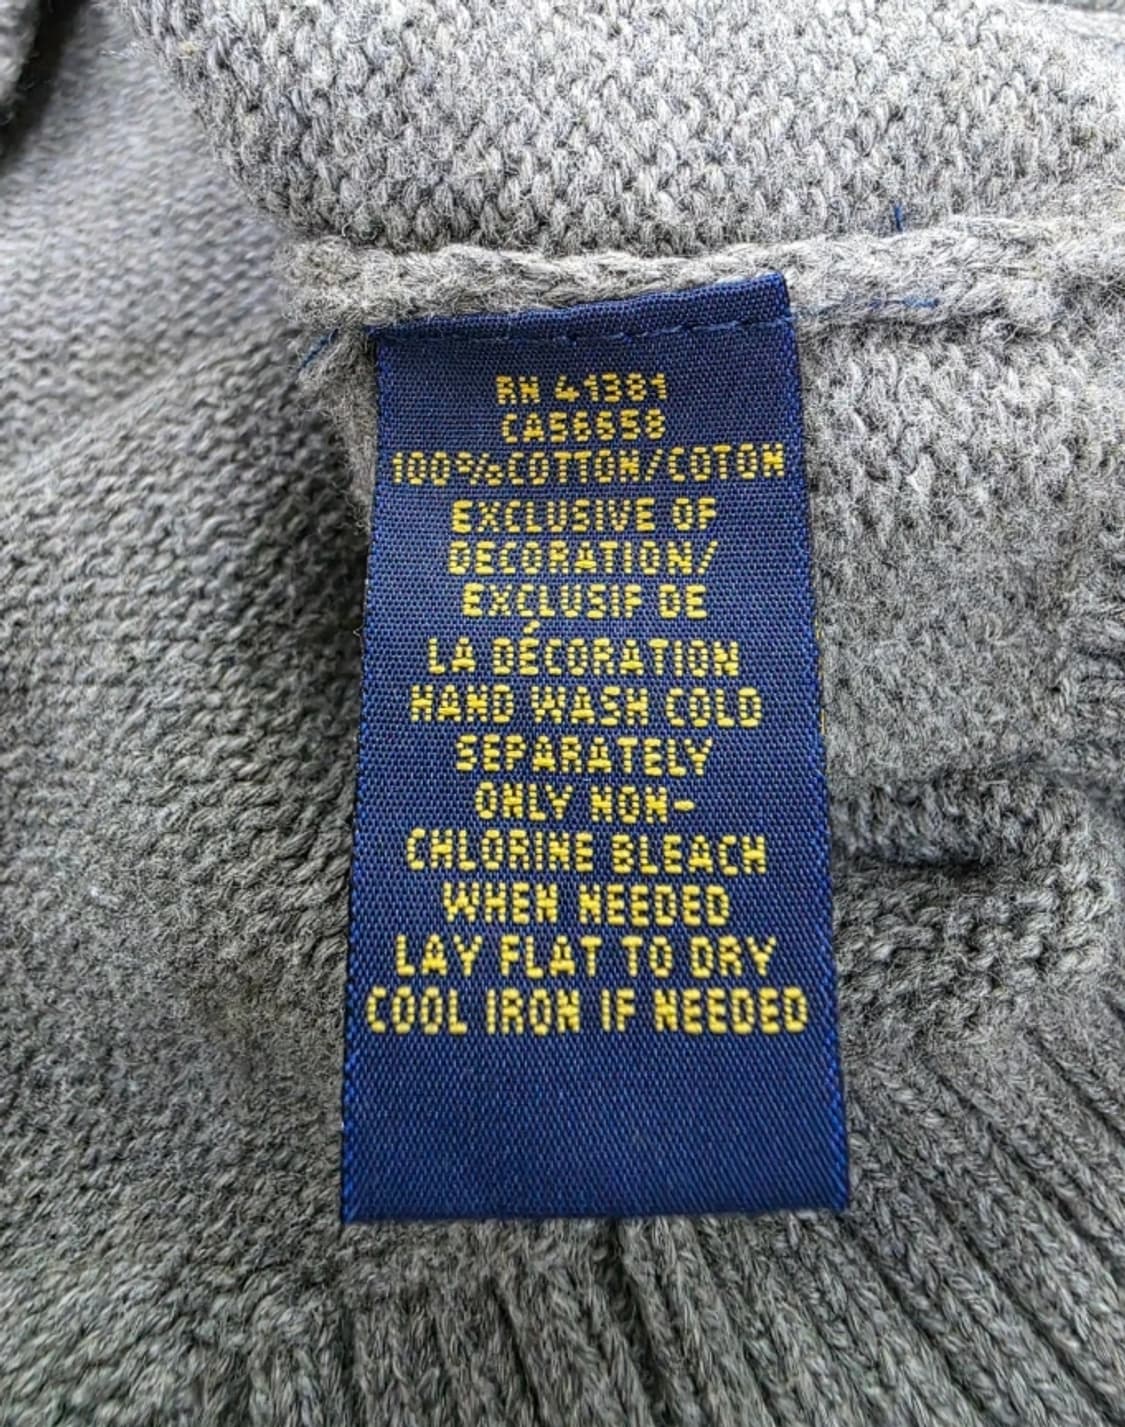 RN 41381
CA56658
100%COTTON/COTON
EXCLUSIVE OF
DECORATION/
EXCLUSIF DE
LA DÉCORATION
HAND WASH COLD
SEPARATELY
ONLY NON-
CHLORINE BLEACH
WHEN NEEDED
LAY FLAT TO DRY
COOL IRON IF NEEDED